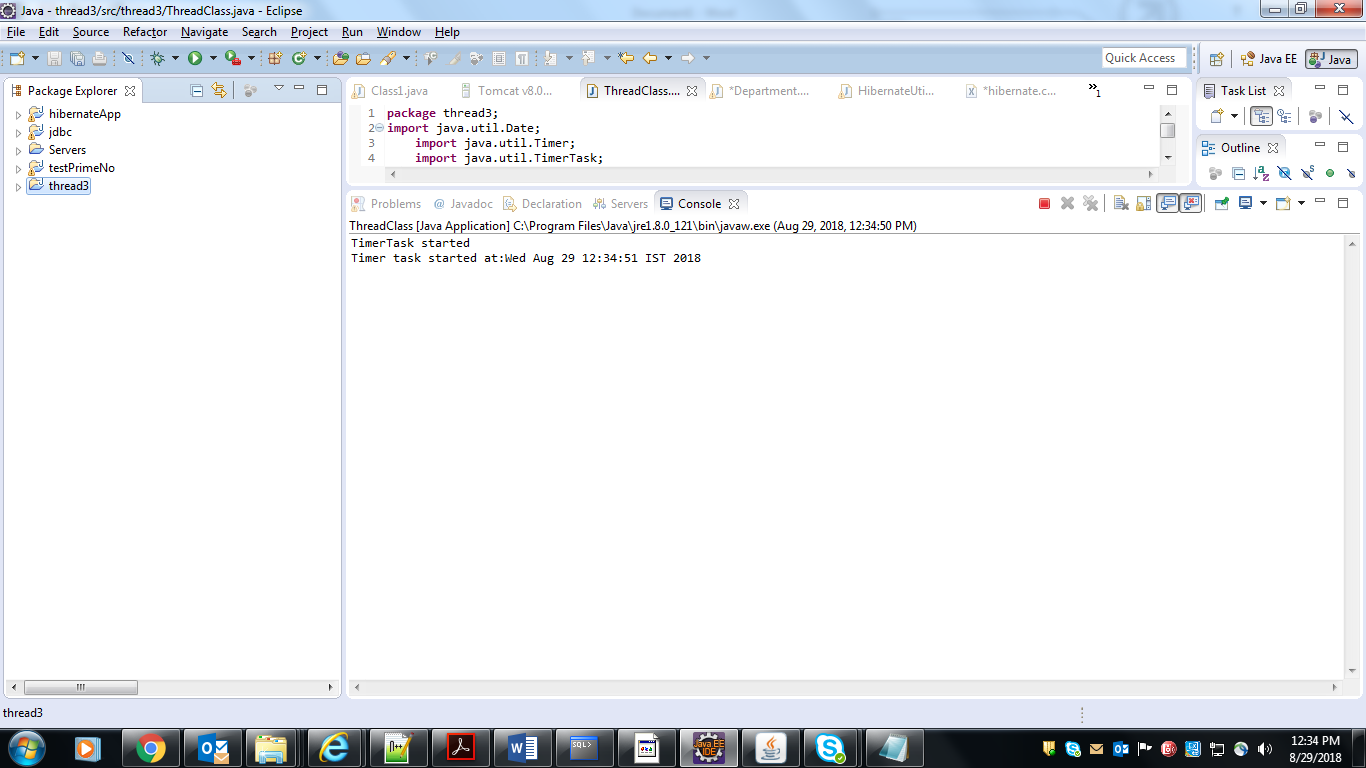 Java - thread3/src/thread3/ThreadClass.java - Eclipse
File Edit Source Refactor Navigate Search Project Run Window Help
Quick Access
Java EE
Java
Package Explorer
hibernateApp
jdbc
Servers
testPrimeNo
thread3
Class1.java
Tomcat v8.0...
ThreadClass....
*Department....
HibernateUti...
*hibernate.c...
»1
1 package thread3;
2 import java.util.Date;
3 import java.util.Timer;
4 import java.util.TimerTask;
Task List
Outline
Problems
@ Javadoc
Declaration
Servers
Console
ThreadClass [Java Application] C:\Program Files\Java\jre1.8.0_121\bin\javaw.exe (Aug 29, 2018, 12:34:50 PM)
TimerTask started
Timer task started at:Wed Aug 29 12:34:51 IST 2018
thread3
SQL>
Java EE
IDE
12:34 PM
8/29/2018